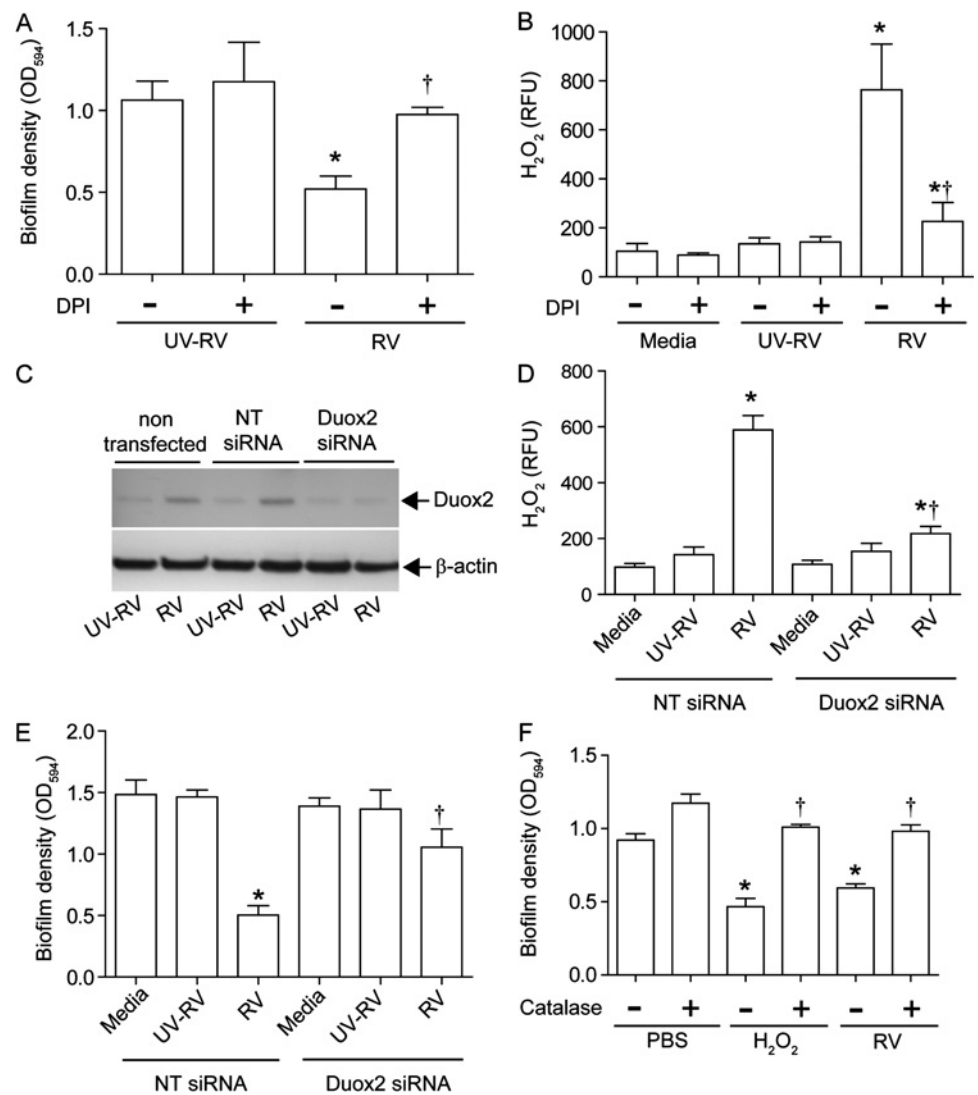 A
Biofilm density (OD594)
1.5
1.0
0.5
0.0
*
†
DPI - + - +
UV-RV RV
B
H2O2 (RFU)
1000
800
600
400
200
0
*
*†
DPI - + - + - +
Media UV-RV RV
C
non transfected
NT siRNA
Duox2 siRNA
Duox2
β-actin
UV-RV RV UV-RV RV UV-RV RV
D
H2O2 (RFU)
800
600
400
200
0
*
*†
Media UV-RV RV Media UV-RV RV
NT siRNA Duox2 siRNA
E
Biofilm density (OD594)
2.0
1.5
1.0
0.5
0.0
*
†
Media UV-RV RV Media UV-RV RV
NT siRNA Duox2 siRNA
F
Biofilm density (OD594)
1.5
1.0
0.5
0.0
*
†
*
†
Catalase - + - + - +
PBS H2O2 RV